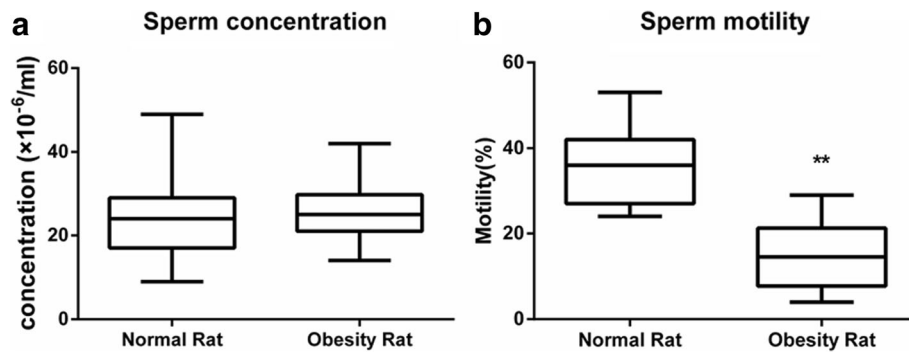 a
Sperm concentration
concentration (×10⁻⁶/ml)
60
40
20
0
Normal Rat
Obesity Rat
b
Sperm motility
Motility(%)
60
40
20
0
**
Normal Rat
Obesity Rat